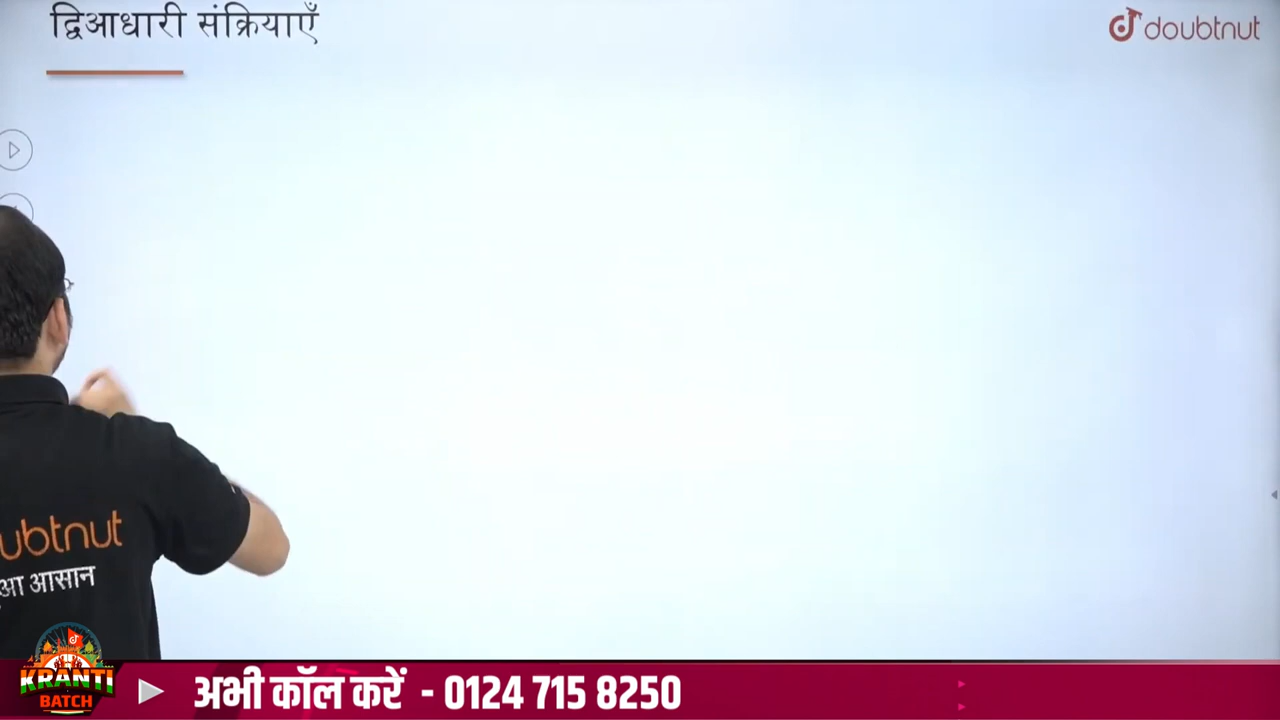 द्विआधारी संक्रियाएँ
doubtnut
ubtnut
आ आसान
KRANTI
BATCH
अभी कॉल करें - 0124 715 8250